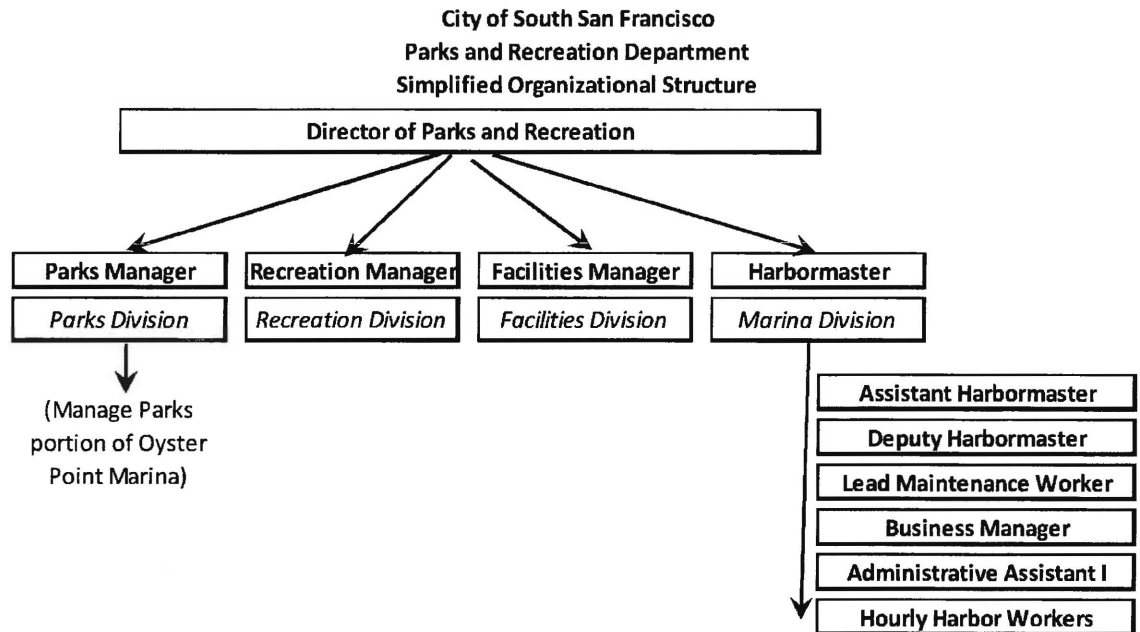 City of South San Francisco
Parks and Recreation Department
Simplified Organizational Structure
Director of Parks and Recreation
Parks Manager
Recreation Manager
Facilities Manager
Harbormaster
Parks Division
Recreation Division
Facilities Division
Marina Division
(Manage Parks
portion of Oyster
Point Marina)
Assistant Harbormaster
Deputy Harbormaster
Lead Maintenance Worker
Business Manager
Administrative Assistant I
Hourly Harbor Workers